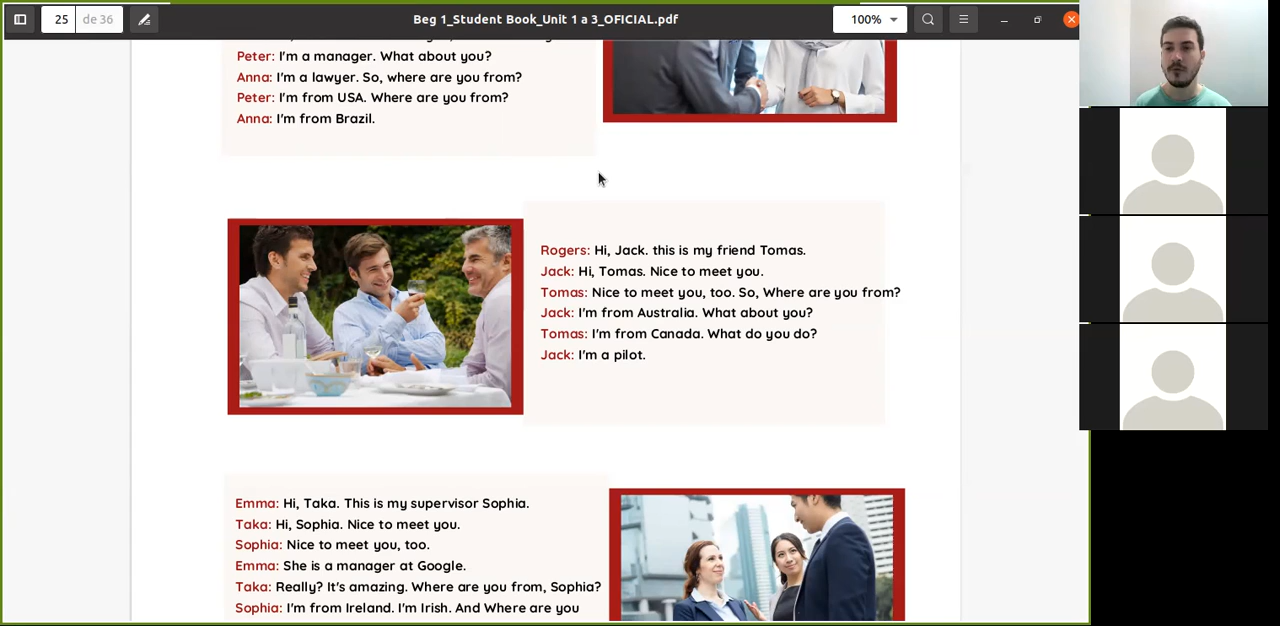 25
de 36
Beg 1_Student Book_Unit 1 a 3_OFICIAL.pdf
100%
Peter: I'm a manager. What about you?
Anna: I'm a lawyer. So, where are you from?
Peter: I'm from USA. Where are you from?
Anna: I'm from Brazil.
Rogers: Hi, Jack. this is my friend Tomas.
Jack: Hi, Tomas. Nice to meet you.
Tomas: Nice to meet you, too. So, Where are you from?
Jack: I'm from Australia. What about you?
Tomas: I'm from Canada. What do you do?
Jack: I'm a pilot.
Emma: Hi, Taka. This is my supervisor Sophia.
Taka: Hi, Sophia. Nice to meet you.
Sophia: Nice to meet you, too.
Emma: She is a manager at Google.
Taka: Really? It's amazing. Where are you from, Sophia?
Sophia: I'm from Ireland. I'm Irish. And Where are you